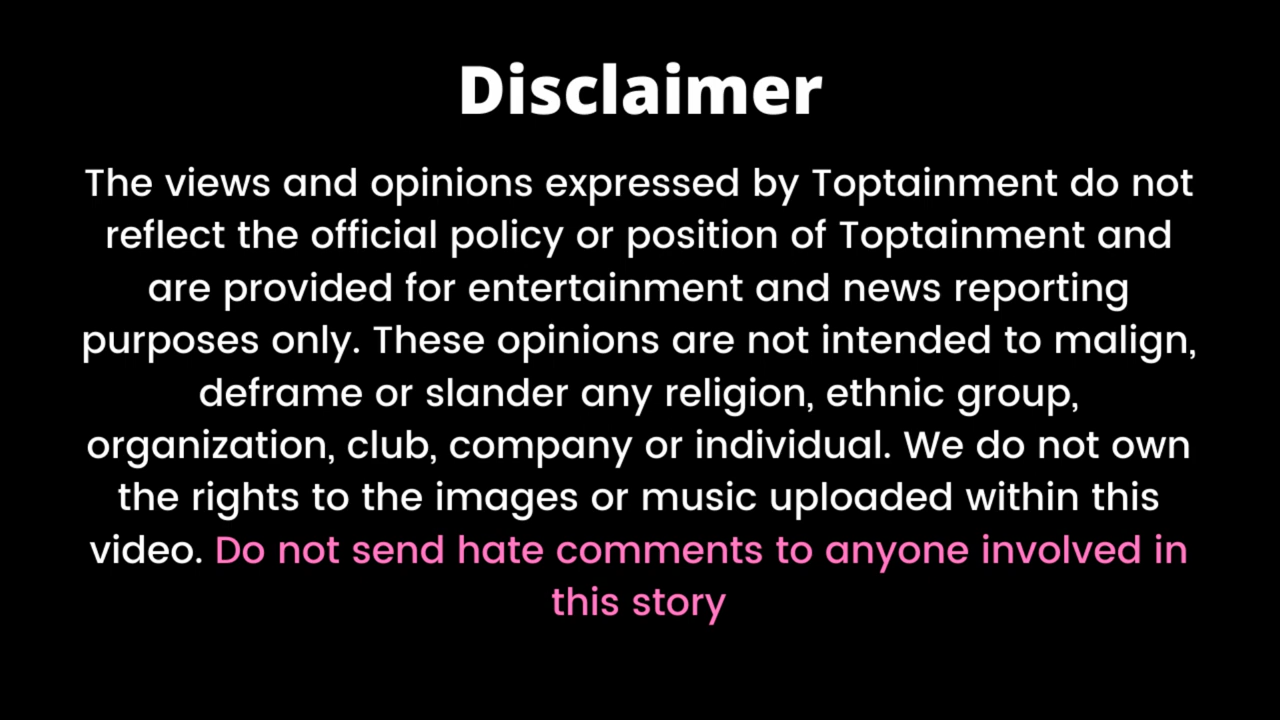 Disclaimer
The views and opinions expressed by Toptainment do not
reflect the official policy or position of Toptainment and
are provided for entertainment and news reporting
purposes only. These opinions are not intended to malign,
deframe or slander any religion, ethnic group,
organization, club, company or individual. We do not own
the rights to the images or music uploaded within this
video. Do not send hate comments to anyone involved in
this story